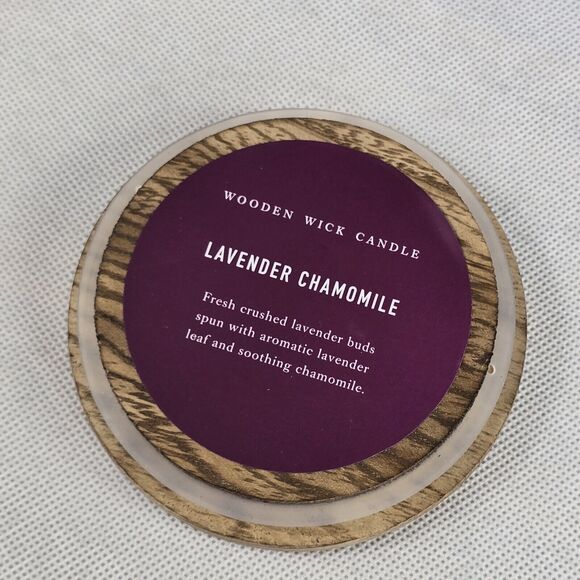 WOODEN WICK CANDLE
LAVENDER CHAMOMILE
Fresh crushed lavender buds
spun with aromatic lavender
leaf and soothing chamomile.